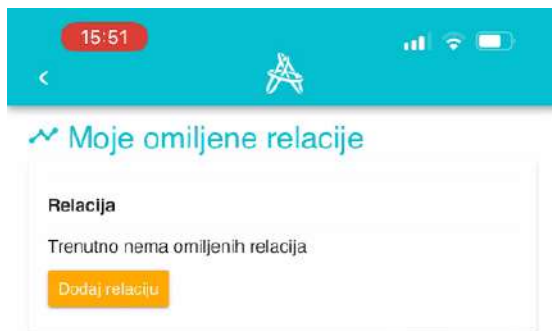 15:51
Moje omiljene relacije
Relacija
Trenutno nema omiljenih relacija
Dodaj relaciju